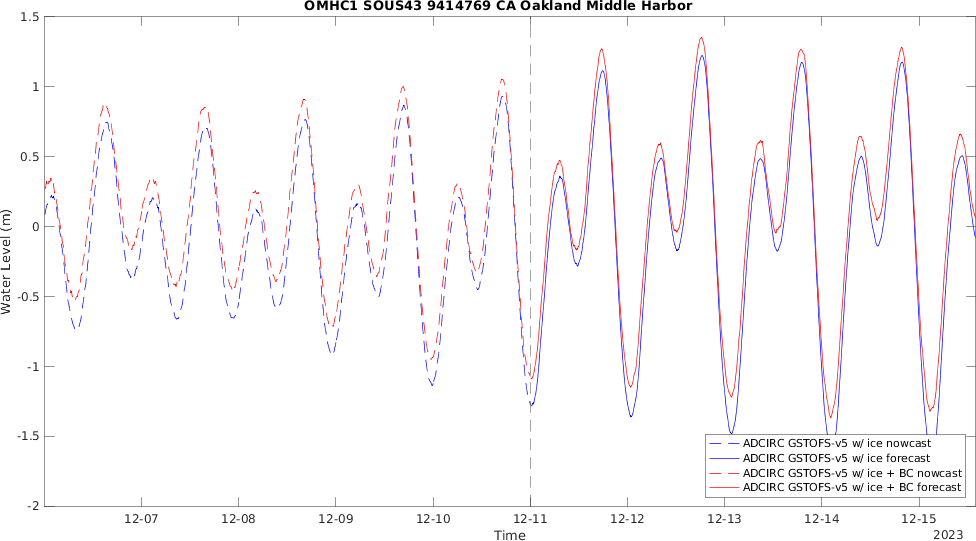 OMHC1 SOUS43 9414769 CA Oakland Middle Harbor
1.5
1
0.5
0
-0.5
-1
-1.5
-2
Water Level (m)
ADCIRC GSTOFS-v5 w/ ice nowcast
ADCIRC GSTOFS-v5 w/ ice forecast
ADCIRC GSTOFS-v5 w/ ice + BC nowcast
ADCIRC GSTOFS-v5 w/ ice + BC forecast
12-07 12-08 12-09 12-10 12-11 12-12 12-13 12-14 12-15
Time
2023